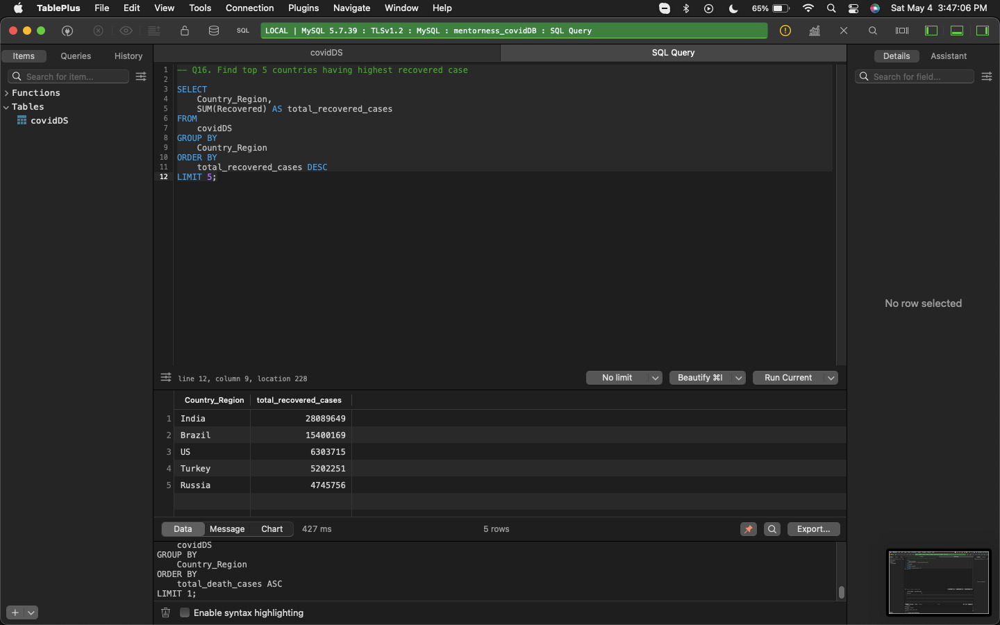 TablePlus File Edit View Tools Connection Plugins Navigate Window Help 65% Sat May 4 3:47:06 PM
SQL LOCAL | MySQL 5.7.39 : TLSv1.2 : MySQL : mentorness_covidDB : SQL Query
Items Queries History
Search for item...
Functions
Tables
covidDS
covidDS SQL Query
1 -- Q16. Find top 5 countries having highest recovered case
2
3 SELECT
4 Country_Region,
5 SUM(Recovered) AS total_recovered_cases
6 FROM
7 covidDS
8 GROUP BY
9 Country_Region
10 ORDER BY
11 total_recovered_cases DESC
12 LIMIT 5;
line 12, column 9, location 228
No limit Beautify ⌘I Run Current
Country_Region total_recovered_cases
1 India 28089649
2 Brazil 15400169
3 US 6303715
4 Turkey 5202251
5 Russia 4745756
Data Message Chart 427 ms 5 rows Export...
covidDS
GROUP BY
Country_Region
ORDER BY
total_death_cases ASC
LIMIT 1;
Enable syntax highlighting
Details Assistant
Search for field...
No row selected